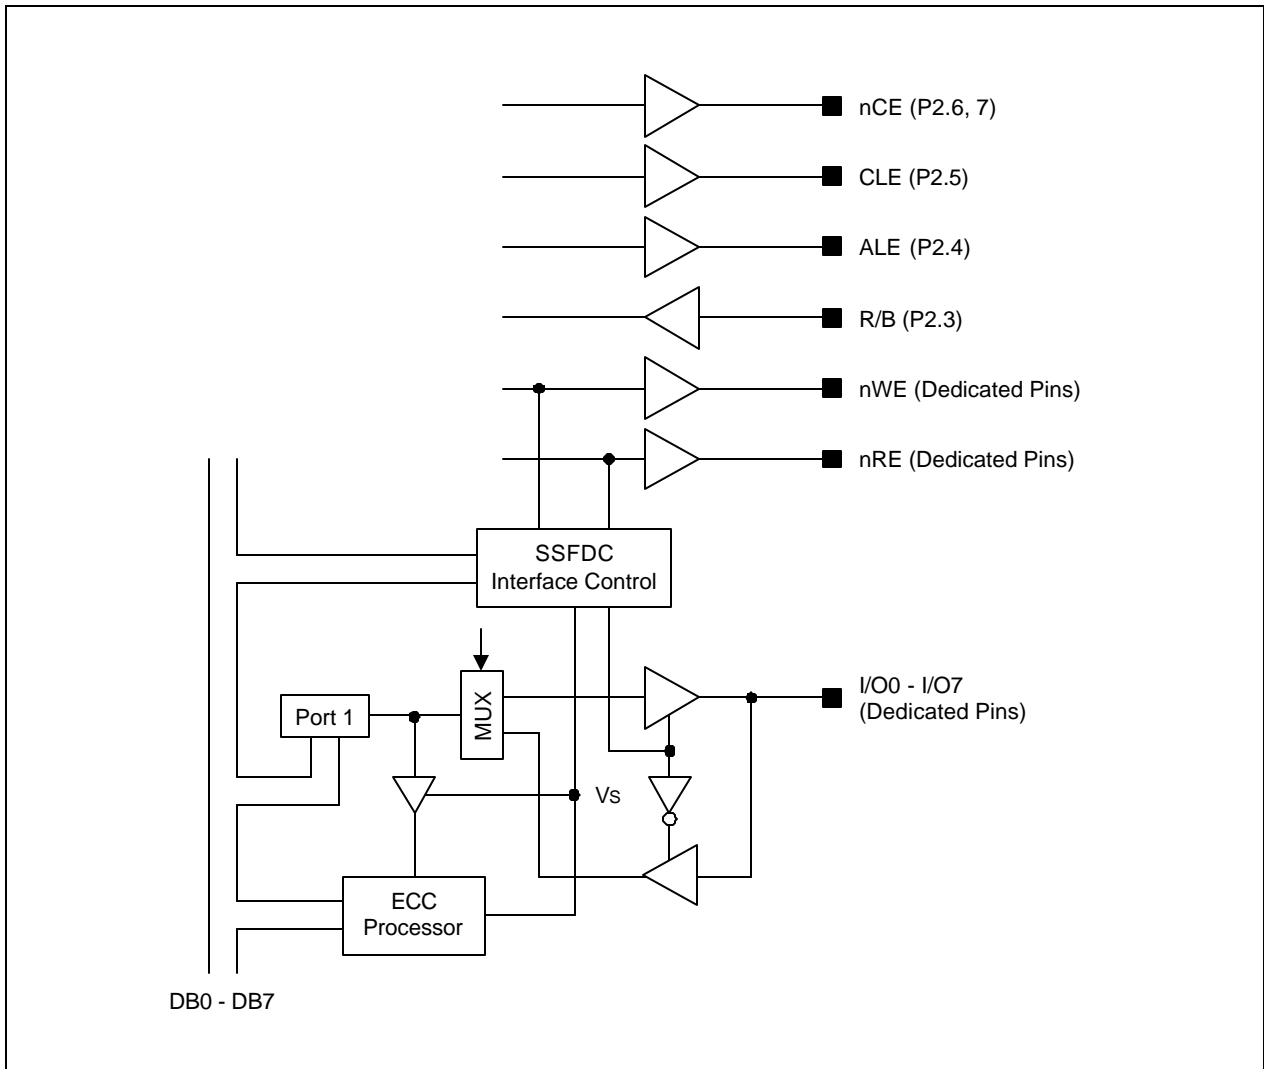 nCE (P2.6, 7)
CLE (P2.5)
ALE (P2.4)
R/B (P2.3)
nWE (Dedicated Pins)
nRE (Dedicated Pins)
SSFDC
Interface Control
I/O0 - I/O7
(Dedicated Pins)
Port 1
MUX
Vs
ECC
Processor
DB0 - DB7